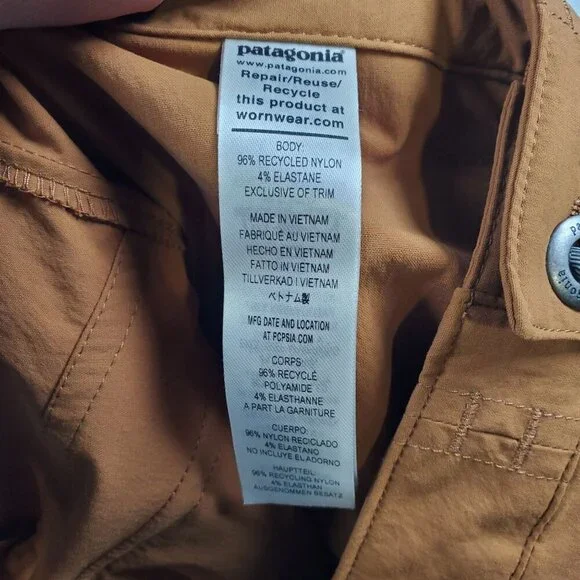 patagonia®
www.patagonia.com
Repair/Reuse/
Recycle
this product at
wornwear.com
BODY:
96% RECYCLED NYLON
4% ELASTANE
EXCLUSIVE OF TRIM
MADE IN VIETNAM
FABRIQUÉ AU VIETNAM
HECHO EN VIETNAM
FATTO IN VIETNAM
TILLVERKAD I VIETNAM
ベトナム製
MFG DATE AND LOCATION
AT PCPSIA.COM
CORPS:
96% RECYCLÉ
POLYAMIDE
4% ELASTHANNE
A PART LA GARNITURE
CUERPO:
96% NYLON RECICLADO
4% ELASTANO
NO INCLUYE EL ADORNO
HAUPTTEIL:
96% RECYCLING NYLON
4% ELASTHAN
AUSGENOMMEN BESATZ